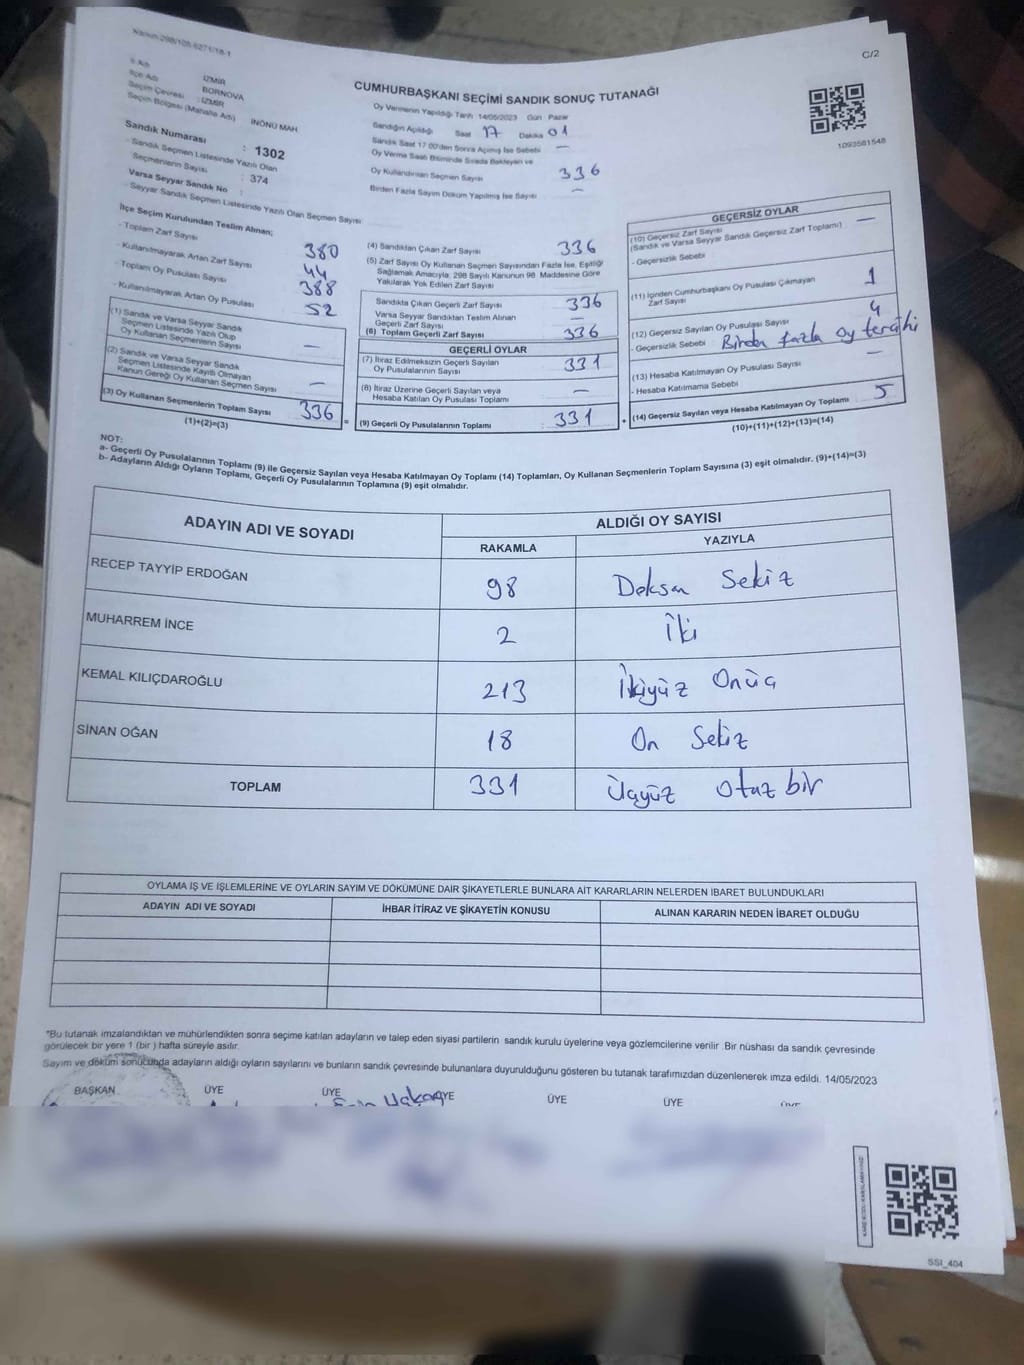 Kanun:298/105-6271/18-1
C/2
İl Adı İZMİR
İlçe Adı BORNOVA
Seçim Çevresi : İZMİR
Seçim Bölgesi (Mahalle Adı) İNÖNÜ MAH
CUMHURBAŞKANI SEÇİMİ SANDIK SONUÇ TUTANAĞI
Oy Vermenin Yapıldığı Tarih 14/05/2023 Gün : Pazar
Sandığın Açıldığı Saat 17 Dakika 01
Sandık Saat 17:00'den Sonra Açılmış İse Sebebi —
Oy Verme Saati Bitiminde Sırada Bekleyen ve
Oy Kullandırılan Seçmen Sayısı 336
Birden Fazla Sayım Döküm Yapılmış İse Sayısı —
1093581548
Sandık Numarası : 1302
- Sandık Seçmen Listesinde Yazılı Olan
Seçmenlerin Sayısı : 374
Varsa Seyyar Sandık No :
- Seyyar Sandık Seçmen Listesinde Yazılı Olan Seçmen Sayısı:
İlçe Seçim Kurulundan Teslim Alınan;
- Toplam Zarf Sayısı 380
- Kullanılmayarak Artan Zarf Sayısı 44
- Toplam Oy Pusulası Sayısı 388
- Kullanılmayarak Artan Oy Pusulası 52
(1) Sandık ve Varsa Seyyar Sandık
Seçmen Listesinde Yazılı Olup
Oy Kullanan Seçmenlerin Sayısı —
(2) Sandık ve Varsa Seyyar Sandık
Seçmen Listesinde Kayıtlı Olmayan
Kanun Gereği Oy Kullanan Seçmen Sayısı —
(3) Oy Kullanan Seçmenlerin Toplam Sayısı 336
(1)+(2)=(3)
(4) Sandıktan Çıkan Zarf Sayısı 336
(5) Zarf Sayısı Oy Kullanan Seçmen Sayısından Fazla İse, Eşitliği
Sağlamak Amacıyla, 298 Sayılı Kanunun 98. Maddesine Göre
Yakılarak Yok Edilen Zarf Sayısı
Sandıkta Çıkan Geçerli Zarf Sayısı 336
Varsa Seyyar Sandıktan Teslim Alınan
Geçerli Zarf Sayısı —
(6) Toplam Geçerli Zarf Sayısı 336
GEÇERLİ OYLAR
(7) İtiraz Edilmeksizin Geçerli Sayılan
Oy Pusulalarının Sayısı 331
(8) İtiraz Üzerine Geçerli Sayılan veya
Hesaba Katılan Oy Pusulası Toplamı —
= (9) Geçerli Oy Pusulalarının Toplamı 331
GEÇERSİZ OYLAR
(10) Geçersiz Zarf Sayısı
(Sandık ve Varsa Seyyar Sandık Geçersiz Zarf Toplamı) —
- Geçersizlik Sebebi
(11) İçinden Cumhurbaşkanı Oy Pusulası Çıkmayan
Zarf Sayısı 1
(12) Geçersiz Sayılan Oy Pusulası Sayısı 4
- Geçersizlik Sebebi Birden fazla oy tercihi
(13) Hesaba Katılmayan Oy Pusulası Sayısı —
- Hesaba Katılmama Sebebi
+ (14) Geçersiz Sayılan veya Hesaba Katılmayan Oy Toplamı 5
(10)+(11)+(12)+(13)=(14)
NOT:
a- Geçerli Oy Pusulalarının Toplamı (9) ile Geçersiz Sayılan veya Hesaba Katılmayan Oy Toplamı (14) Toplamları, Oy Kullanan Seçmenlerin Toplam Sayısına (3) eşit olmalıdır. (9)+(14)=(3)
b- Adayların Aldığı Oyların Toplamı, Geçerli Oy Pusulalarının Toplamına (9) eşit olmalıdır.
ADAYIN ADI VE SOYADI ALDIĞI OY SAYISI
RAKAMLA YAZIYLA
RECEP TAYYİP ERDOĞAN 98 Doksan Sekiz
MUHARREM İNCE 2 İki
KEMAL KILIÇDAROĞLU 213 İkiyüz Onüç
SİNAN OĞAN 18 On Sekiz
TOPLAM 331 Üçyüz Otuz bir
OYLAMA İŞ VE İŞLEMLERİNE VE OYLARIN SAYIM VE DÖKÜMÜNE DAİR ŞİKAYETLERLE BUNLARA AİT KARARLARIN NELERDEN İBARET BULUNDUKLARI
ADAYIN ADI VE SOYADI İHBAR İTİRAZ VE ŞİKAYETİN KONUSU ALINAN KARARIN NEDEN İBARET OLDUĞU
*Bu tutanak imzalandıktan ve mühürlendikten sonra seçime katılan adayların ve talep eden siyasi partilerin sandık kurulu üyelerine veya gözlemcilerine verilir .Bir nüshası da sandık çevresinde
görülecek bir yere 1 (bir ) hafta süreyle asılır.
Sayım ve döküm sonucunda adayların aldığı oyların sayılarını ve bunların sandık çevresinde bulunanlara duyurulduğunu gösteren bu tutanak tarafımızdan düzenlenerek imza edildi. 14/05/2023
BAŞKAN ÜYE ÜYE ÜYE ÜYE ÜYE ÜYE
Hakan
SSI_404